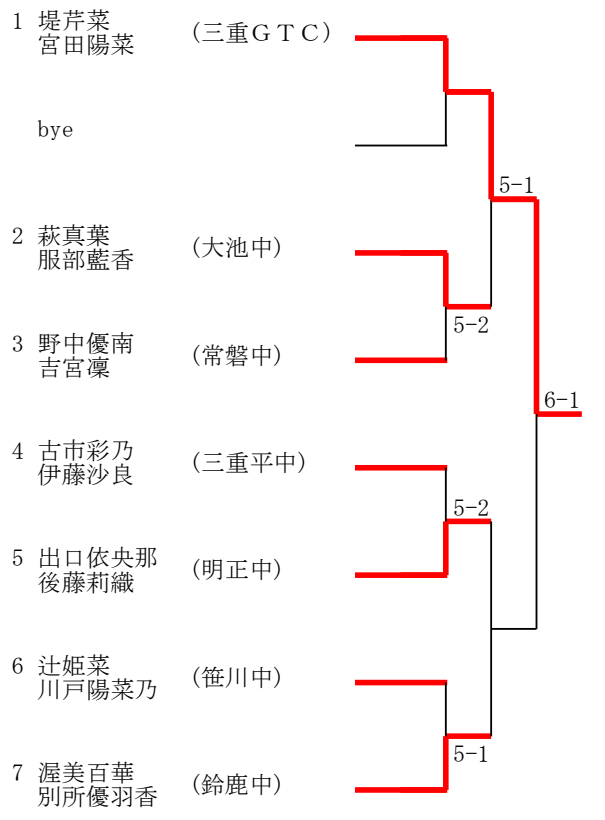 1 堤芹菜
宮田陽菜
(三重ＧＴＣ)
bye
5-1
2 萩真葉
服部藍香
(大池中)
5-2
3 野中優南
吉宮凜
(常磐中)
6-1
4 古市彩乃
伊藤沙良
(三重平中)
5-2
5 出口依央那
後藤莉織
(明正中)
6 辻姫菜
川戸陽菜乃
(笹川中)
5-1
7 渥美百華
別所優羽香
(鈴鹿中)